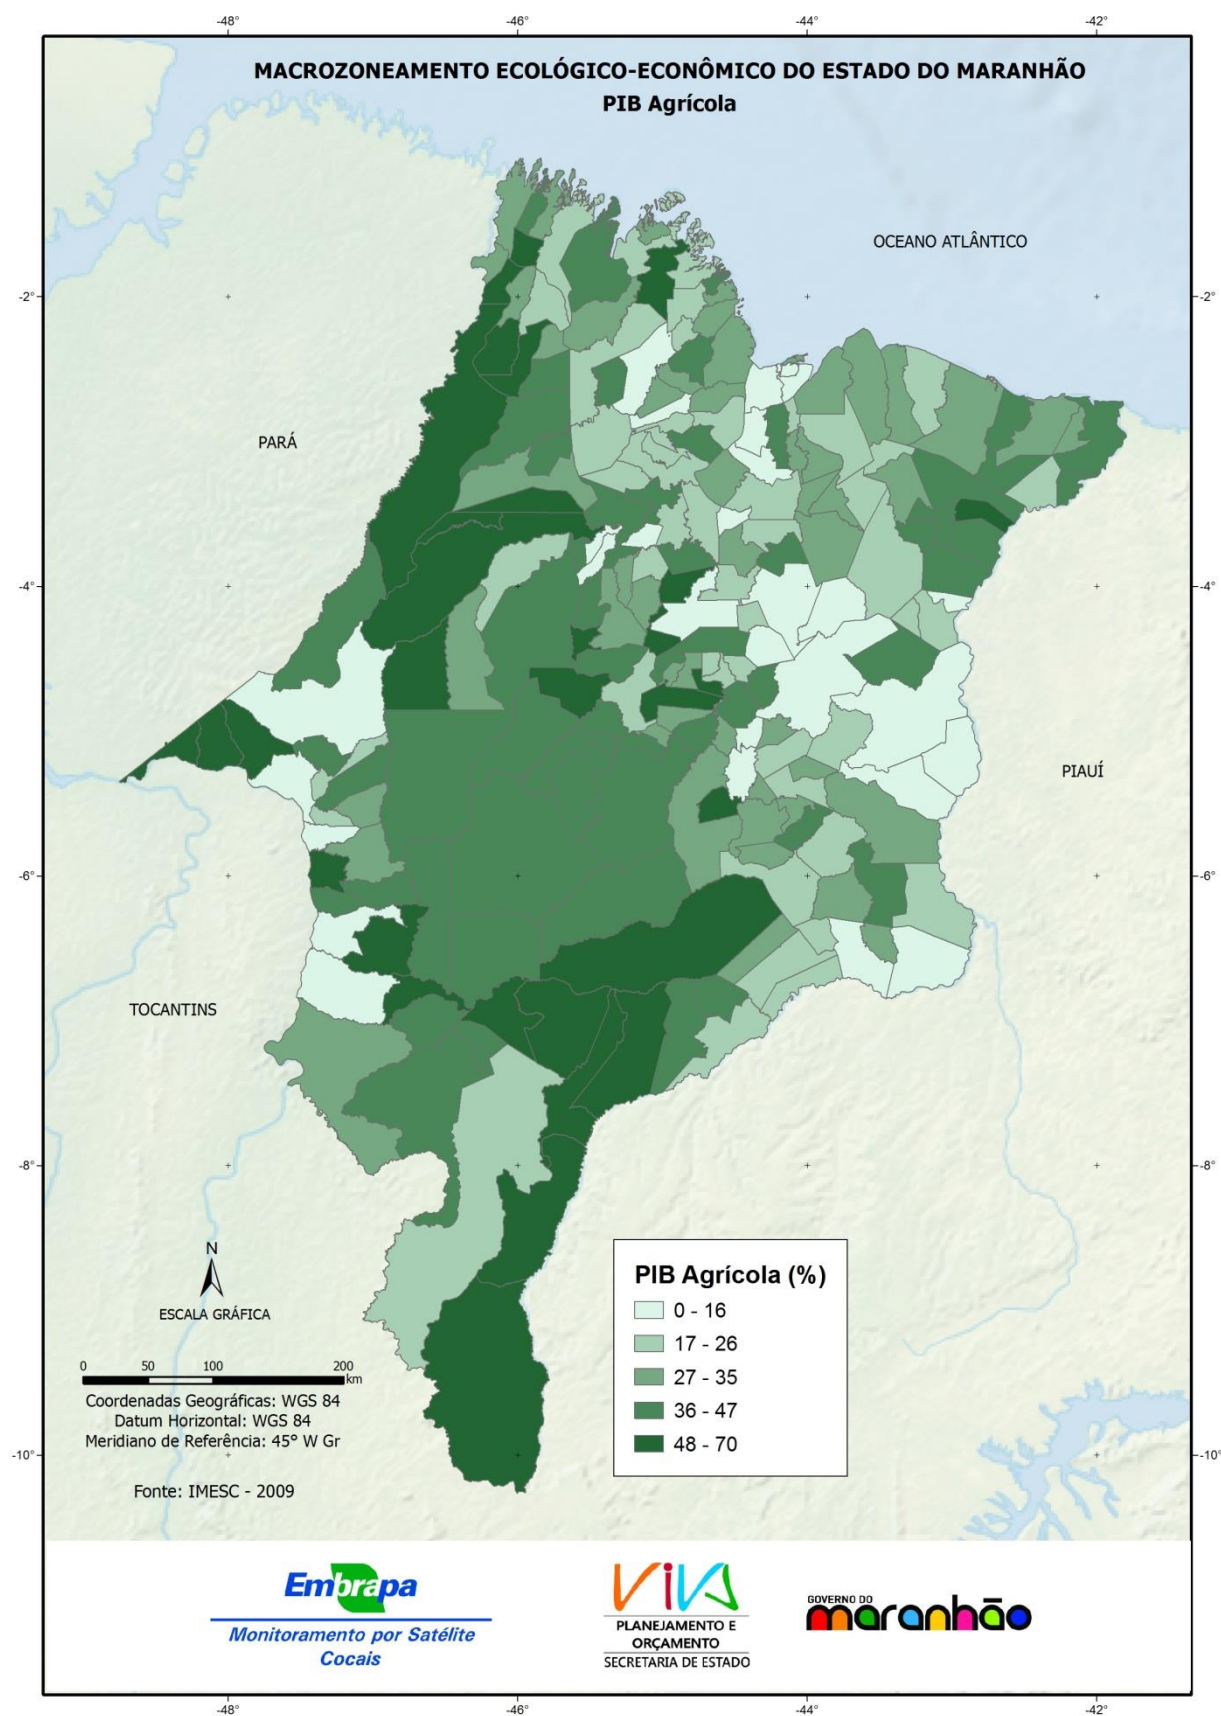 -48°
-46°
-44°
-42°
MACROZONEAMENTO ECOLÓGICO-ECONÔMICO DO ESTADO DO MARANHÃO
PIB Agrícola
OCEANO ATLÂNTICO
-2°
-2°
PARÁ
-4°
-4°
PIAUÍ
-6°
-6°
TOCANTINS
-8°
-8°
N
ESCALA GRÁFICA
0 50 100 200
km
Coordenadas Geográficas: WGS 84
Datum Horizontal: WGS 84
Meridiano de Referência: 45° W Gr
Fonte: IMESC - 2009
PIB Agrícola (%)
0 - 16
17 - 26
27 - 35
36 - 47
48 - 70
-10°
-10°
Embrapa
Monitoramento por Satélite
Cocais
VIVA
PLANEJAMENTO E
ORÇAMENTO
SECRETARIA DE ESTADO
GOVERNO DO
maranhão
-48°
-46°
-44°
-42°